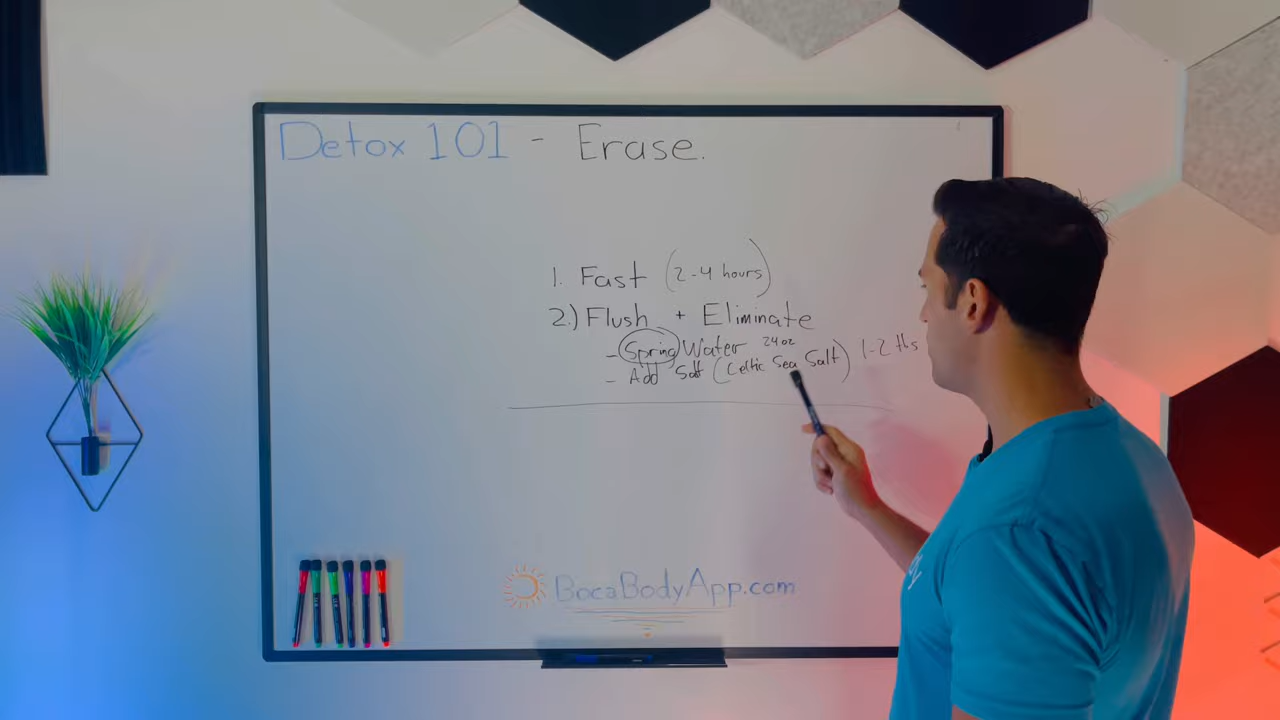 Detox 101 - Erase.
1. Fast (2-4 hours)
2.) Flush + Eliminate
- Spring Water 24oz
- Add Salt (Celtic Sea Salt) 1-2 tbs
BocaBodyApp.com